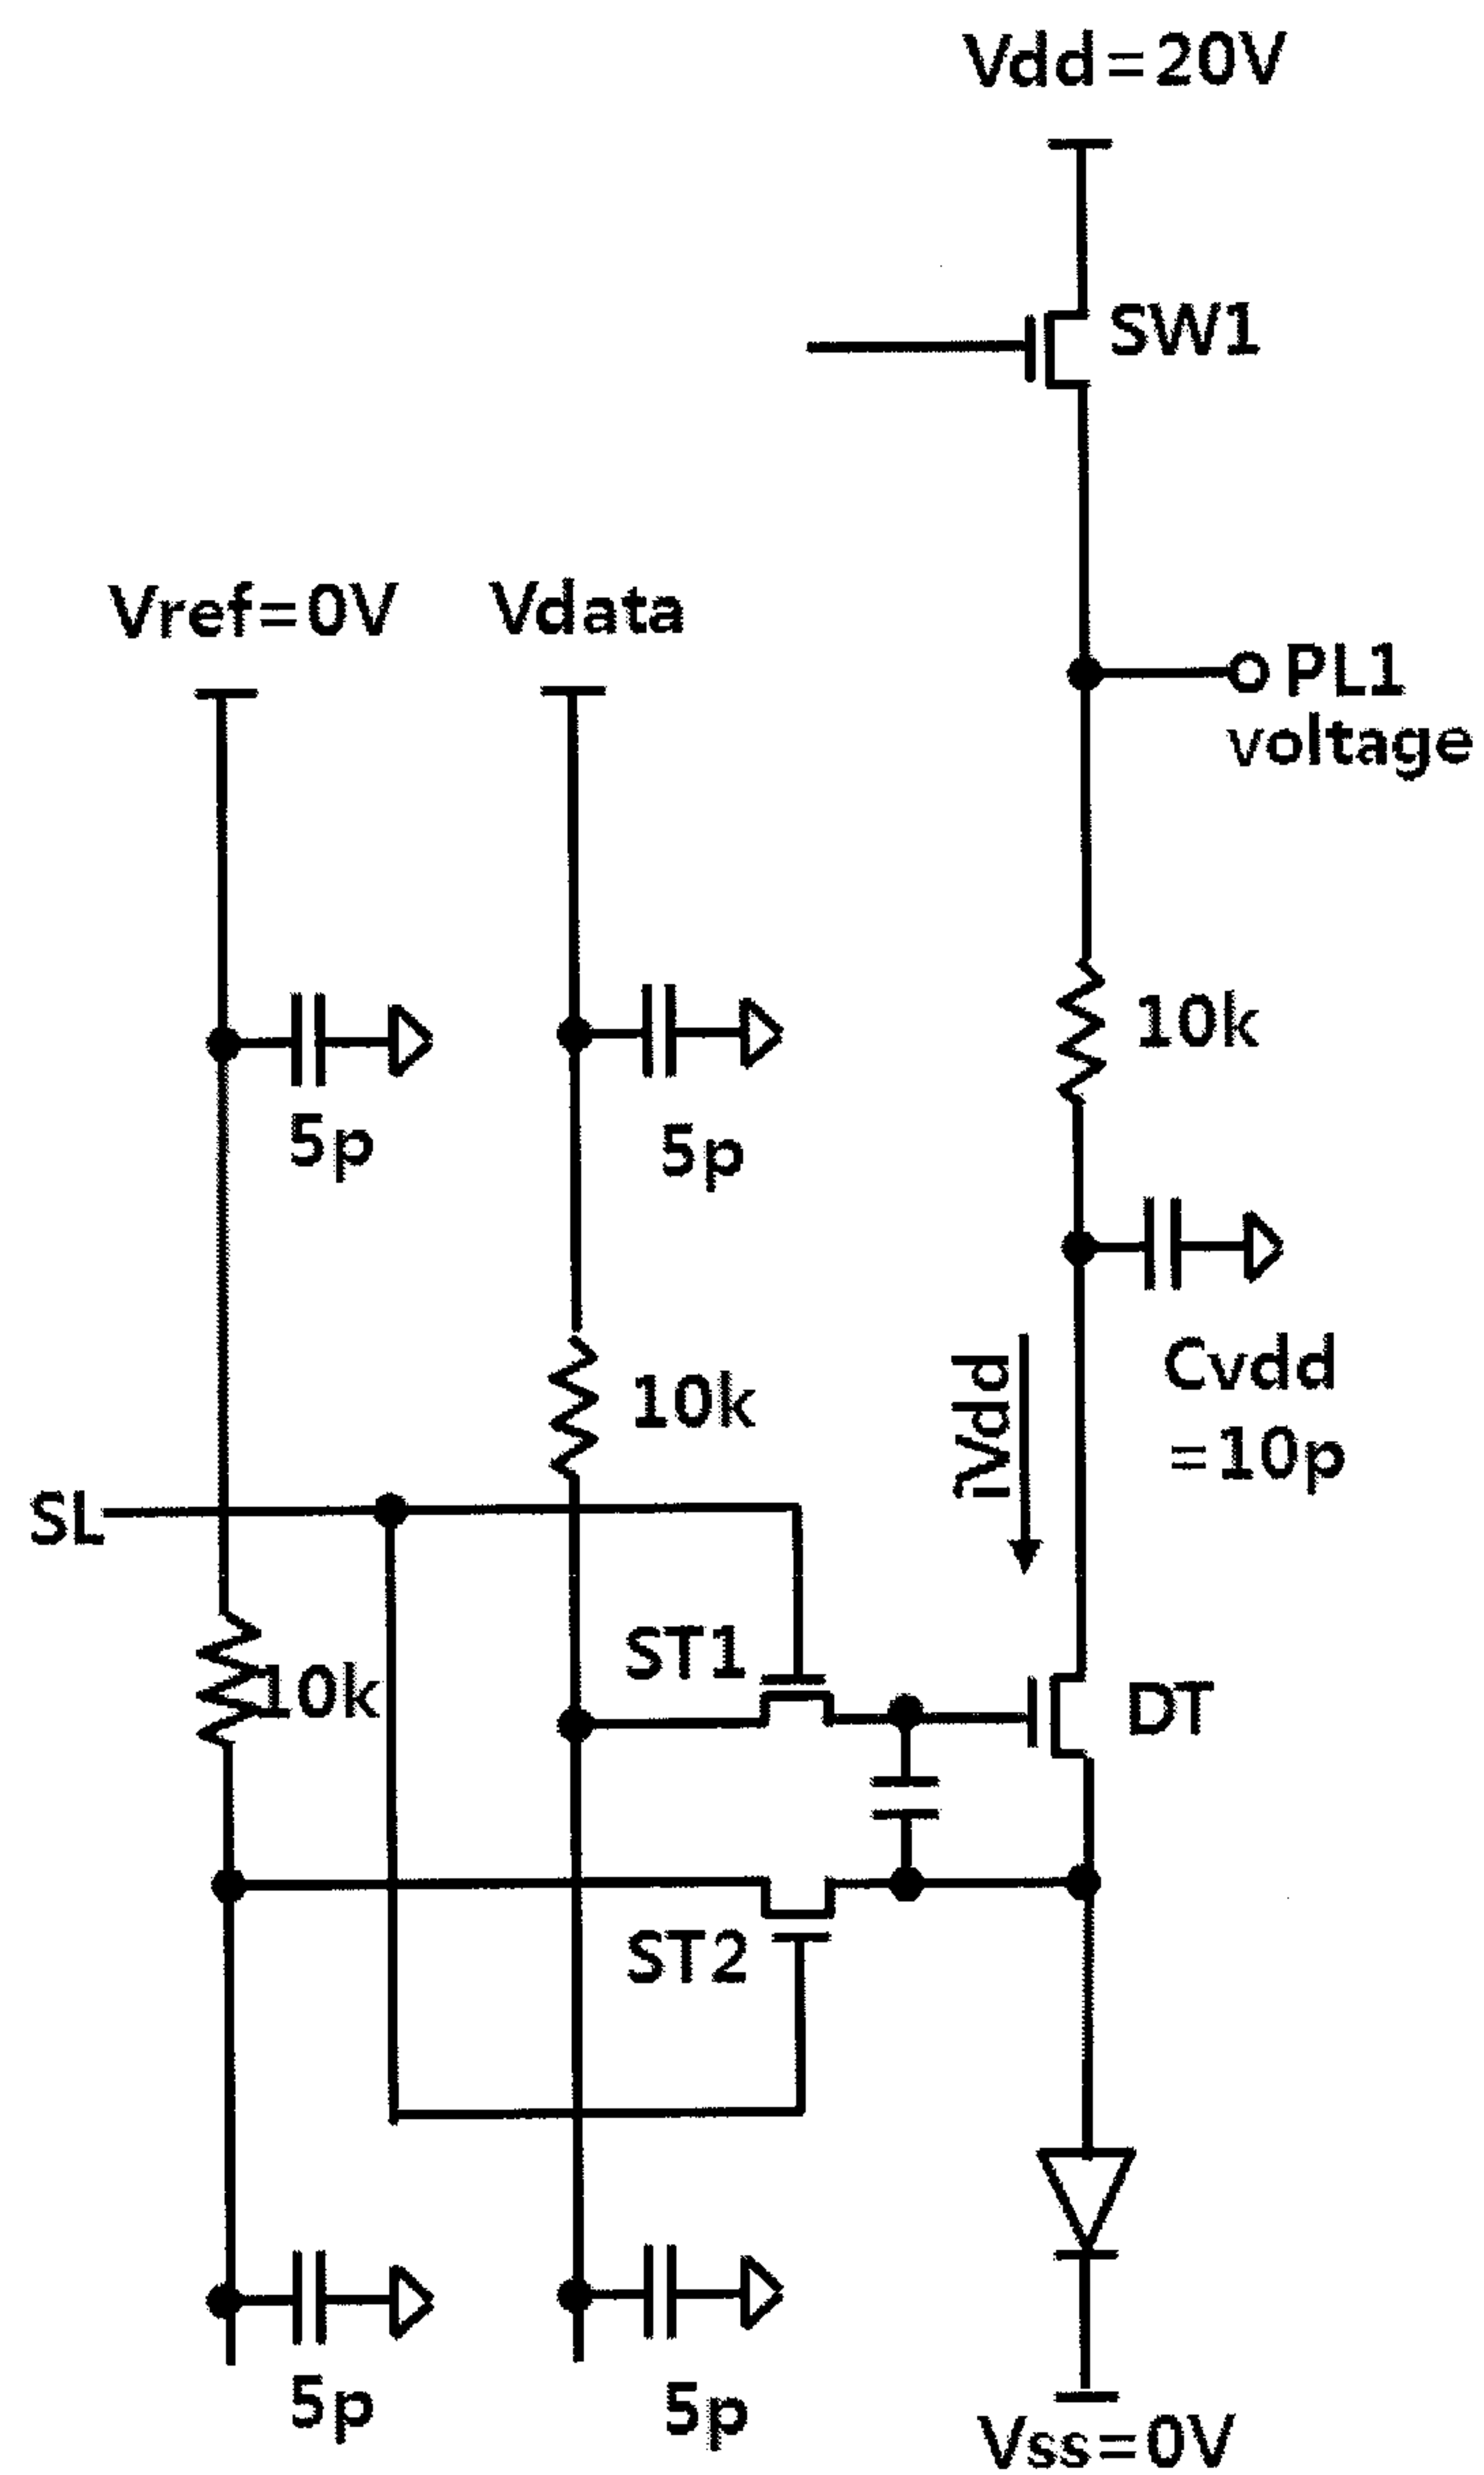 Vdd=20V
SW1
Vref=0V
Vdata
PL1
voltage
10k
5p
5p
Cvdd
=10p
iVdd
10k
SL
ST1
10k
DT
ST2
5p
5p
Vss=0V